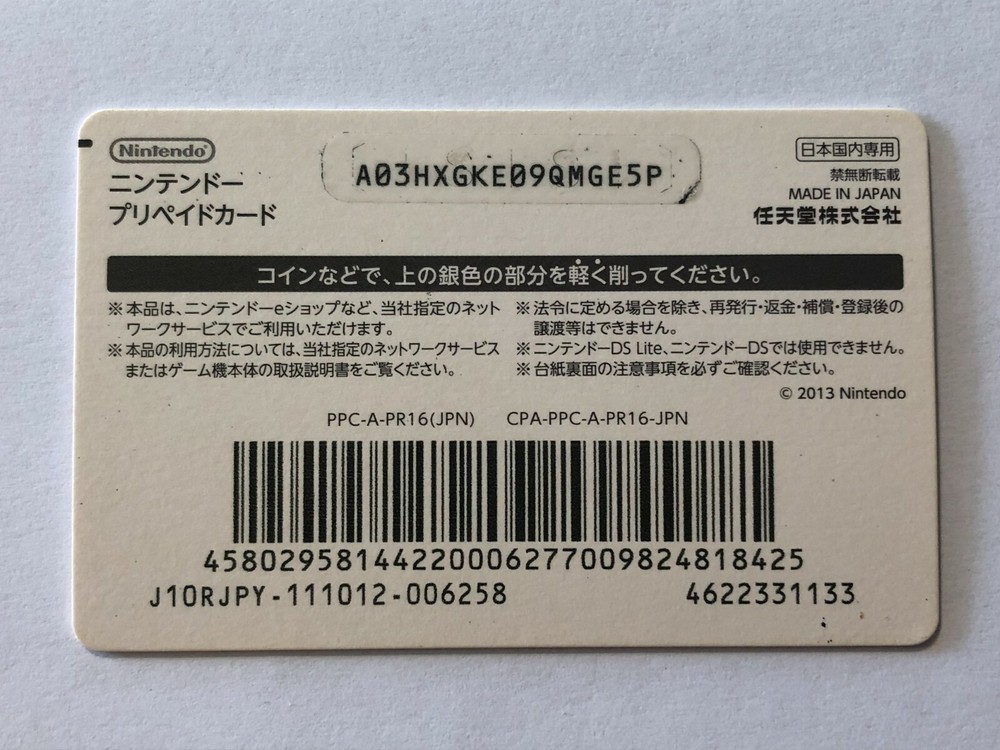 Nintendo
ニンテンドー
プリペイドカード
A03HXGKE09QMGE5P
日本国内専用
禁無断転載
MADE IN JAPAN
任天堂株式会社
コインなどで、上の銀色の部分を軽く削ってください。
※本品は、ニンテンドーeショップなど、当社指定のネット
ワークサービスでご利用いただけます。
※本品の利用方法については、当社指定のネットワークサービス
またはゲーム機本体の取扱説明書をご覧ください。
※法令に定める場合を除き、再発行・返金・補償・登録後の
譲渡等はできません。
※ニンテンドーDS Lite、ニンテンドーDSでは使用できません。
※台紙裏面の注意事項を必ずご確認ください。
© 2013 Nintendo
PPC-A-PR16(JPN) CPA-PPC-A-PR16-JPN
458029581442200062770098248184​25
J10RJPY-111012-006258 4622331133